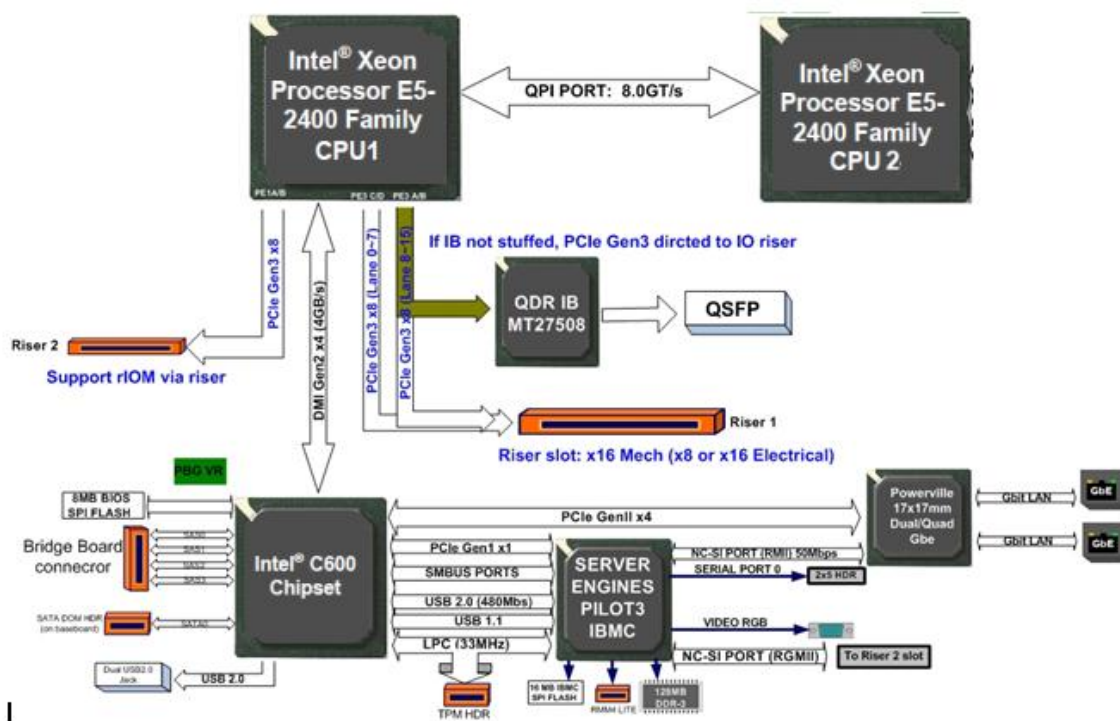 Intel® Xeon
Processor E5-
2400 Family
CPU1
QPI PORT: 8.0GT/s
Intel® Xeon
Processor E5-
2400 Family
CPU 2
PE1A/B
PE3 C/D
PE3 A/B
PCIe Gen3 x8
DMI Gen2 x4 (4GB/s)
PCIe Gen3 x8 (Lane 0~7)
PCIe Gen3 x8 (Lane 8~15)
If IB not stuffed, PCIe Gen3 dircted to IO riser
QDR IB
MT27508
QSFP
Riser 2
Support rIOM via riser
Riser 1
Riser slot: x16 Mech (x8 or x16 Electrical)
PBG VR
8MB BIOS
SPI FLASH
Bridge Board
connecror
SAS0
SAS1
SAS2
SAS3
SATA DOM HDR
(on baseboard)
SATA0
Dual USB2.0
Jack
USB 2.0
Intel® C600
Chipset
PCIe GenII x4
PCIe Gen1 x1
SMBUS PORTS
USB 2.0 (480Mbs)
USB 1.1
LPC (33MHz)
TPM HDR
SERVER
ENGINES
PILOT3
IBMC
16 MB IBMC
SPI FLASH
RMM4 LITE
128MB
DDR-3
Powerville
17x17mm
Dual/Quad
Gbe
Gbit LAN
GbE
Gbit LAN
GbE
NC-SI PORT (RMII) 50Mbps
SERIAL PORT 0
2x5 HDR
VIDEO RGB
NC-SI PORT (RGMII)
To Riser 2 slot